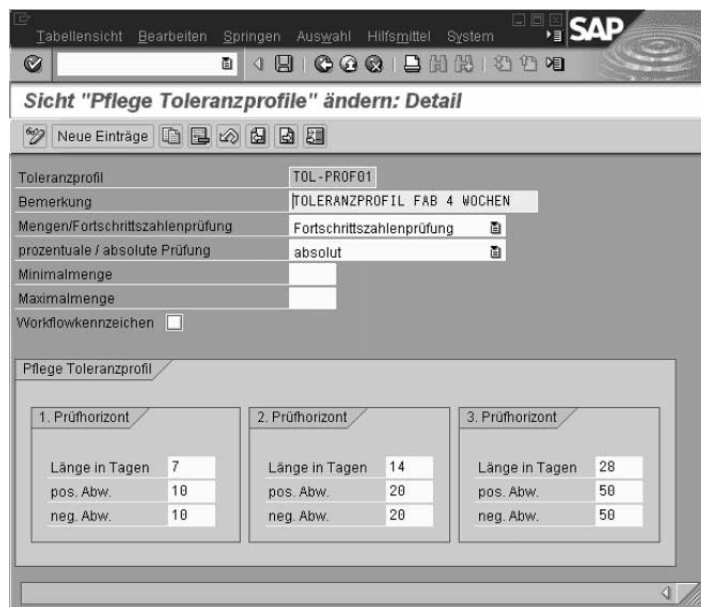 Tabellensicht Bearbeiten Springen Auswahl Hilfsmittel System SAP
Sicht "Pflege Toleranzprofile" ändern: Detail
Neue Einträge
Toleranzprofil TOL-PROF01
Bemerkung TOLERANZPROFIL FAB 4 WOCHEN
Mengen/Fortschrittszahlenprüfung Fortschrittszahlenprüfung
prozentuale / absolute Prüfung absolut
Minimalmenge
Maximalmenge
Workflowkennzeichen
Pflege Toleranzprofil
1. Prüfhorizont 2. Prüfhorizont 3. Prüfhorizont
Länge in Tagen 7 Länge in Tagen 14 Länge in Tagen 28
pos. Abw. 10 pos. Abw. 20 pos. Abw. 50
neg. Abw. 10 neg. Abw. 20 neg. Abw. 50